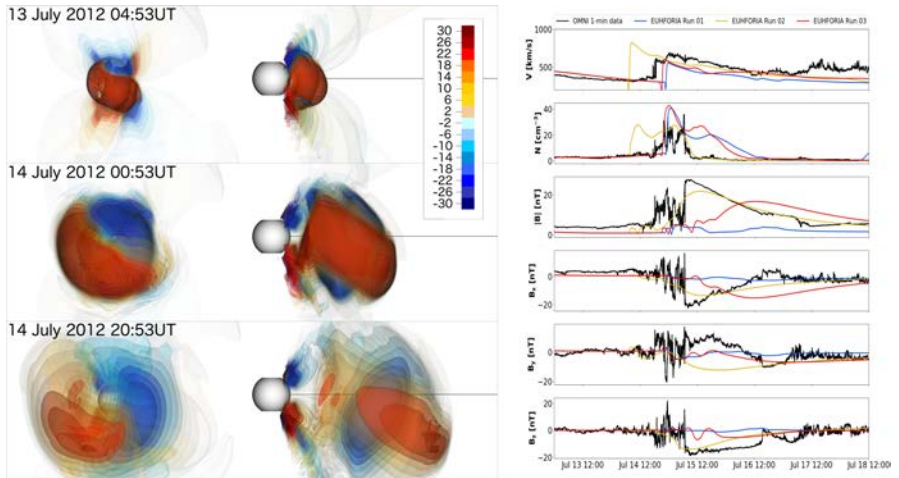 13 July 2012 04:53UT
30
26
22
18
14
10
6
2
-2
-6
-10
-14
-18
-22
-26
-30
14 July 2012 00:53UT
14 July 2012 20:53UT
OMNI 1-min data EUHFORIA Run 01 EUHFORIA Run 02 EUHFORIA Run 03
1000
V [km/s]
500
40
N [cm⁻³]
20
0
20
|B| [nT]
0
0
Bₓ [nT]
−20
20
Bᵧ [nT]
0
−20
20
B_z [nT]
0
−20
Jul 13 12:00 Jul 14 12:00 Jul 15 12:00 Jul 16 12:00 Jul 17 12:00 Jul 18 12:00